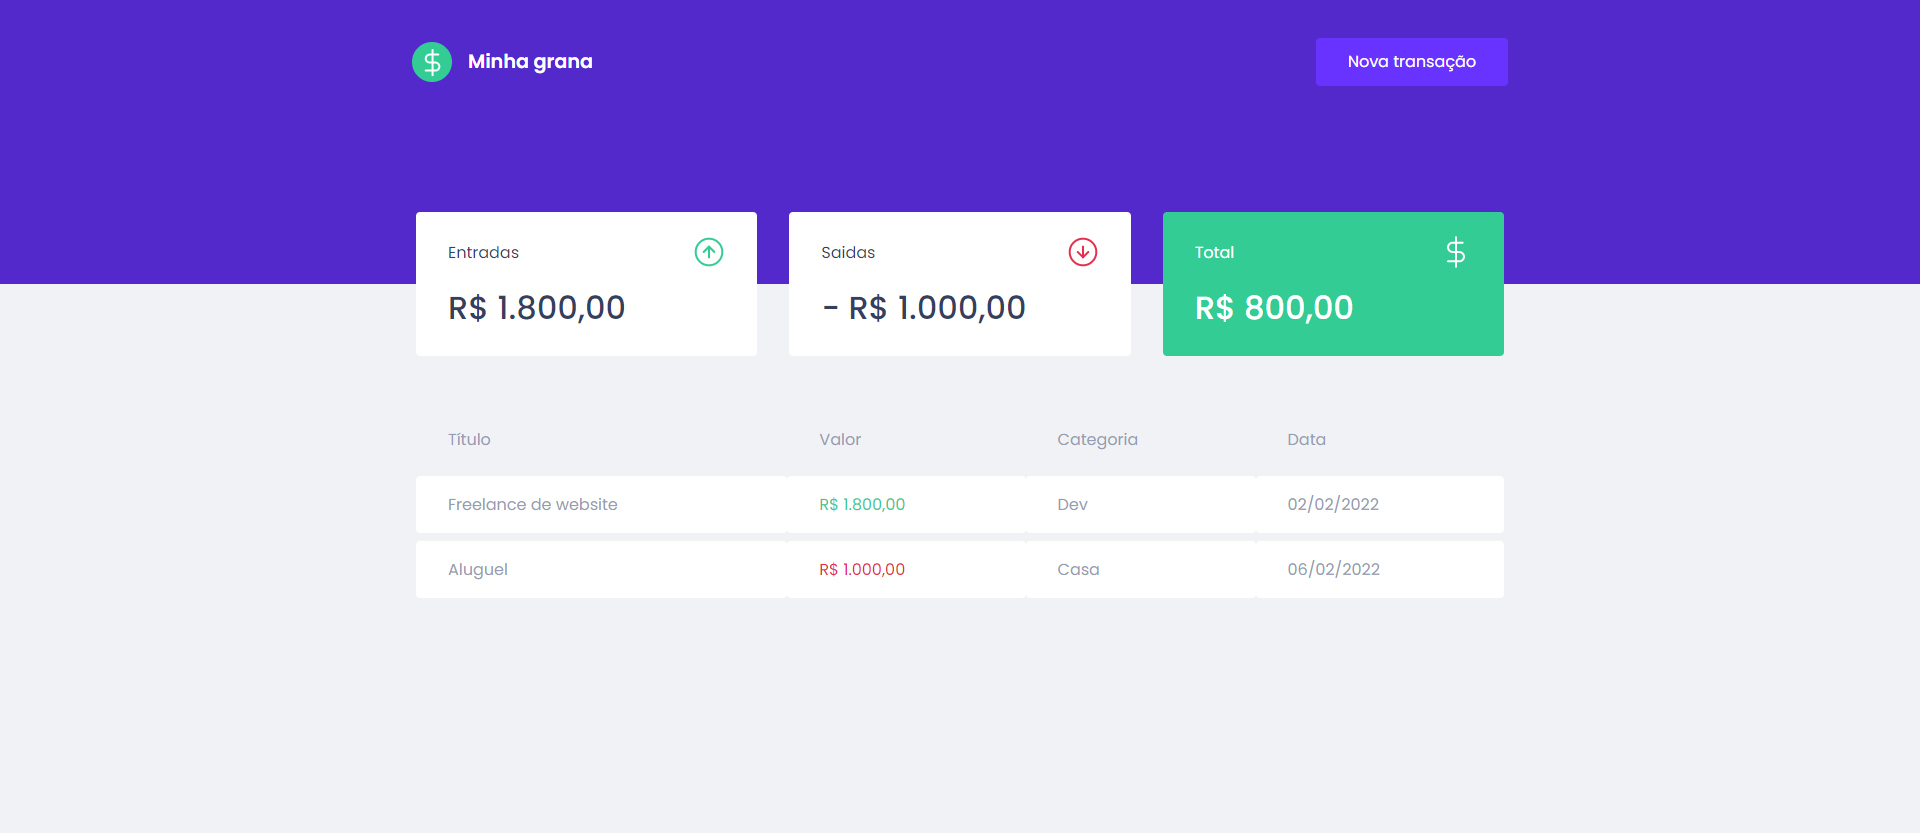 Minha grana
Nova transação
Entradas
R$ 1.800,00
Saidas
- R$ 1.000,00
Total
R$ 800,00
Título Valor Categoria Data
Freelance de website R$ 1.800,00 Dev 02/02/2022
Aluguel R$ 1.000,00 Casa 06/02/2022